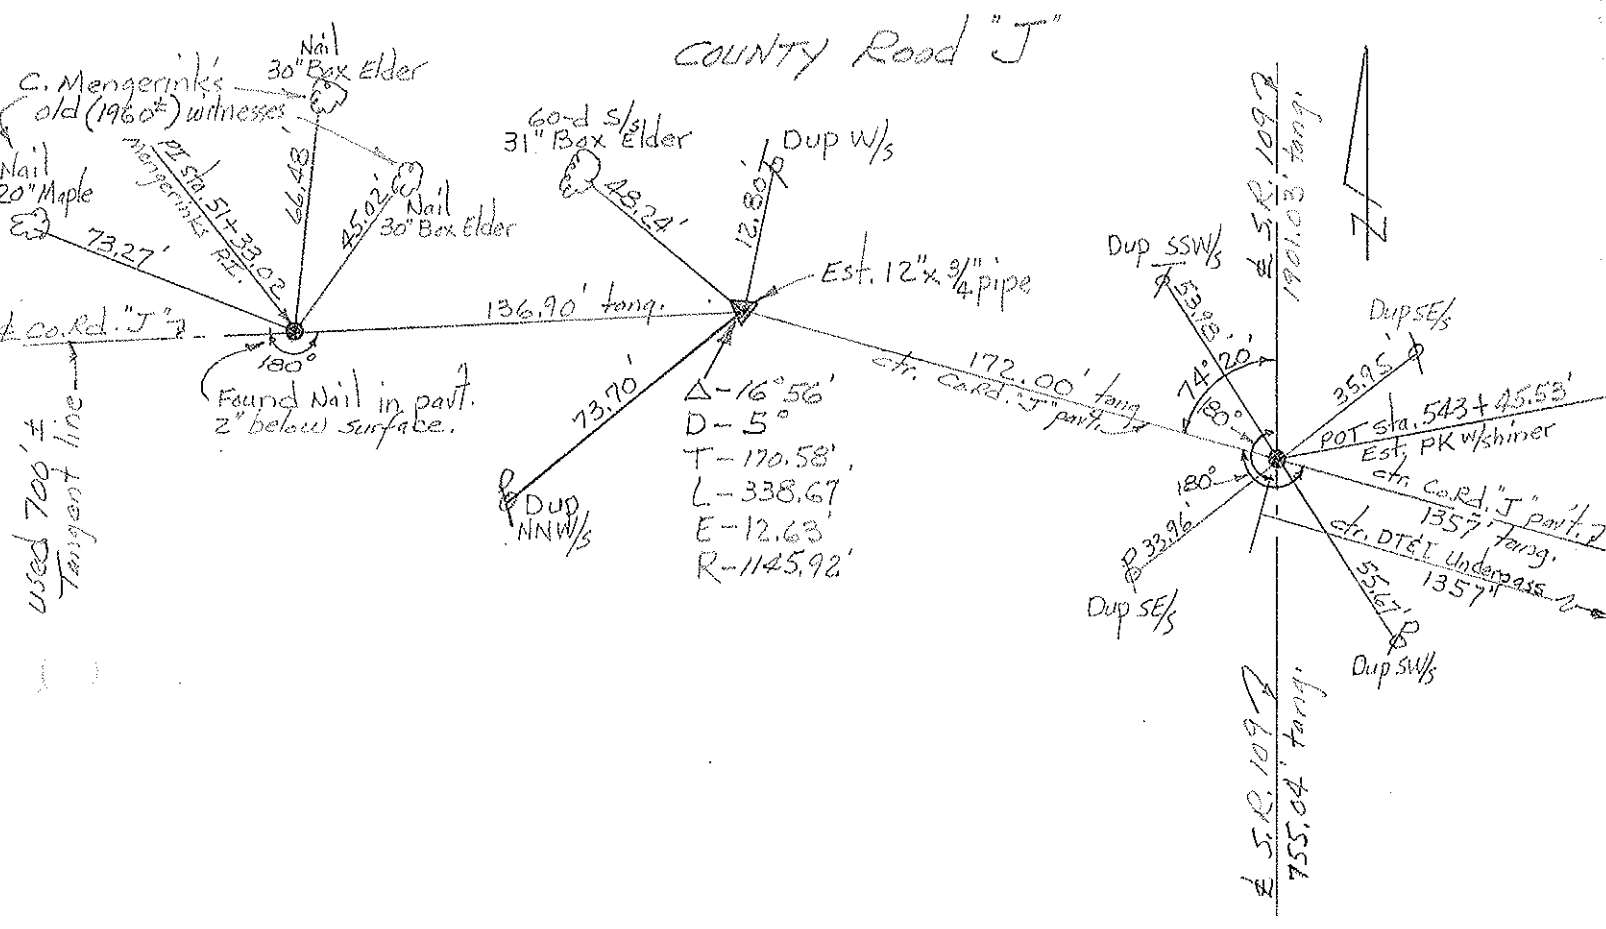 COUNTY Road "J"
C. Mengerink's
old (1960±) witnesses
Nail
30" Box Elder
Nail
20" Maple
73.27'
PI sta. 51+33.02
Mengerinks P.I.
66.48'
45.02'
Nail
30" Box Elder
60-d S/s
31" Box Elder
48.24'
12.80'
Dup W/s
Est. 12" x 3/4" pipe
℄ Co.Rd. "J"
136.90' tang.
180°
Found Nail in pavt.
2" below surface.
used 700' ±
Tangent line
73.70'
Dup
NNW/s
Δ-16°56'
D-5°
T-170.58'
L-338.67
E-12.63'
R-1145.92'
172.00' tang
ctr. Co.Rd. "J" pavt.
Dup SSW/s
53.98'
74°20'
180°
180°
℄ S.R. 109
1901.03' tang.
N
Dup SE/s
35.95'
POT Sta. 543+45.53'
Est. PK w/shiner
ctr. Co.Rd. "J" pavt.
1357' tang.
ctr. DT&I Underpass
1357'
33.96'
Dup SE/s
55.67'
Dup SW/s
℄ S.R. 109
755.04' tang.